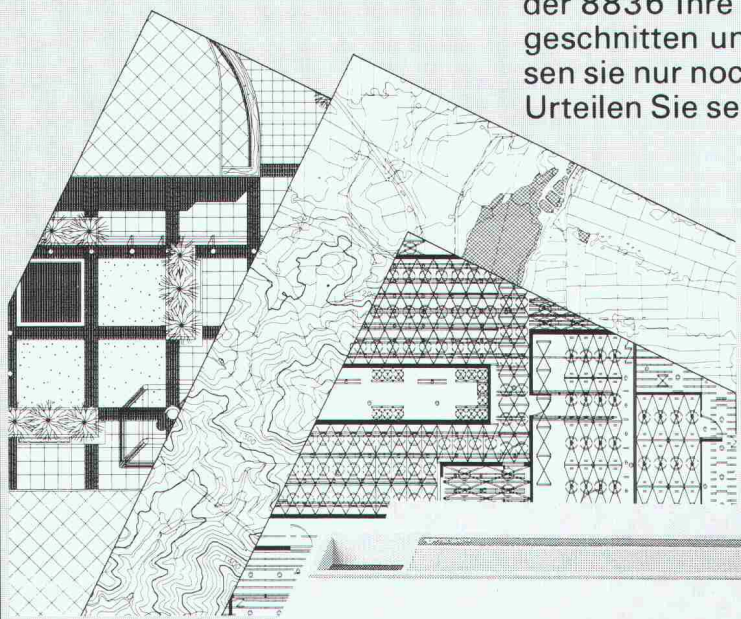 der 8836 Ihre
geschnitten un
sen sie nur noc
Urteilen Sie se